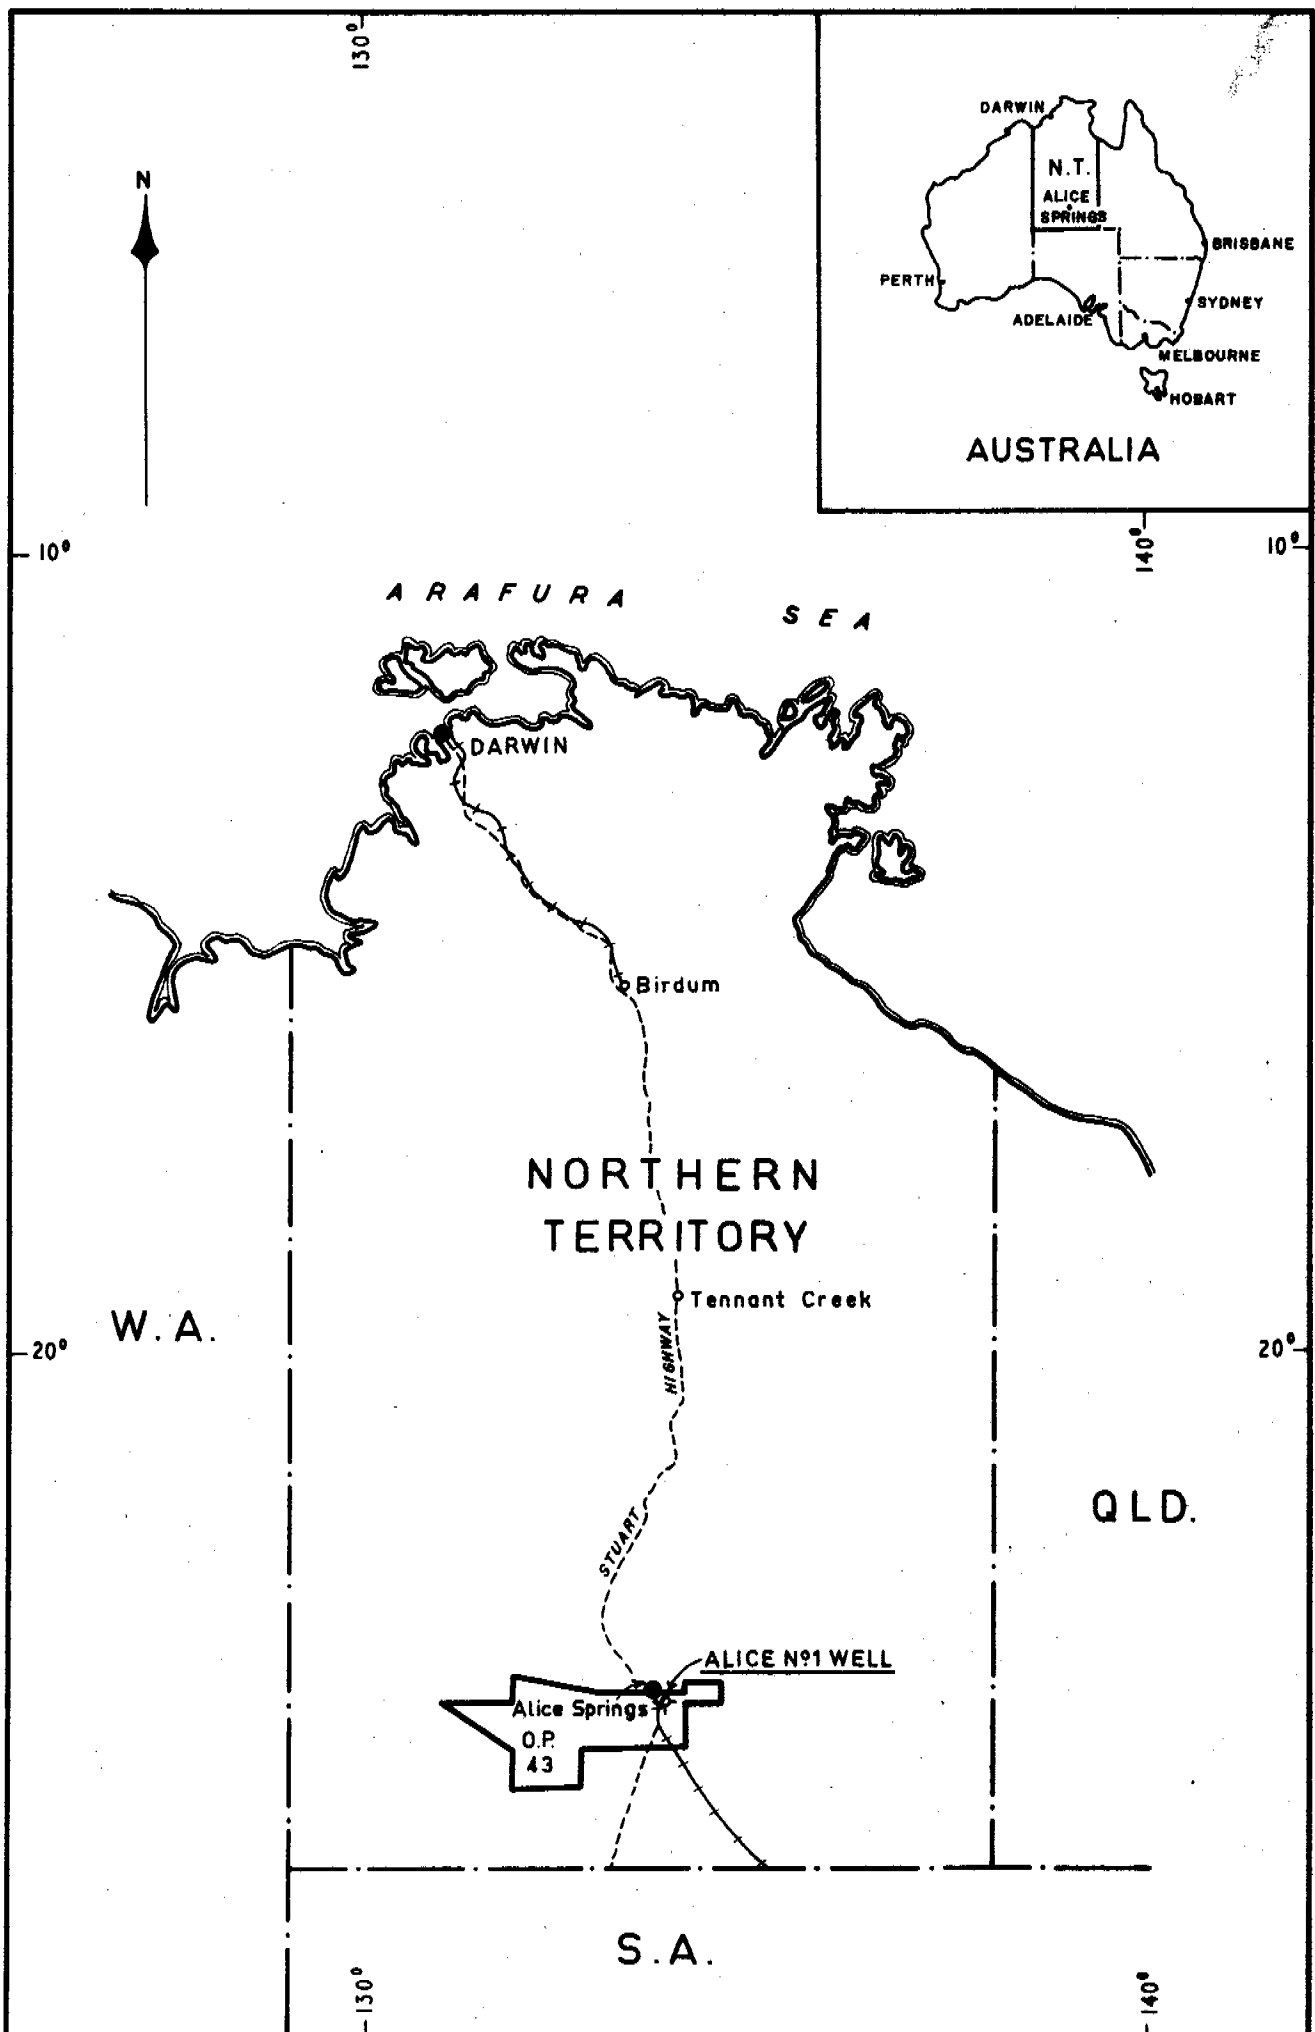 130°
N
DARWIN
N.T.
ALICE
SPRINGS
BRISBANE
PERTH
SYDNEY
ADELAIDE
MELBOURNE
HOBART
AUSTRALIA
140°
10°
10°
ARAFURA SEA
DARWIN
Birdum
NORTHERN
TERRITORY
Tennant Creek
W.A.
HIGHWAY
20°
20°
QLD.
STUART
ALICE Nº1 WELL
Alice Springs
O.P.
43
S.A.
130°
140°